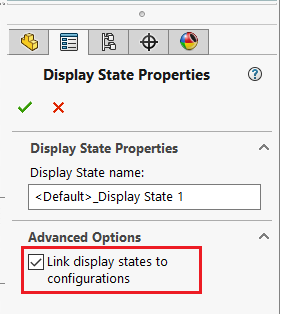 Display State Properties
Display State Properties
Display State name:
<Default>_Display State 1
Advanced Options
Link display states to
configurations